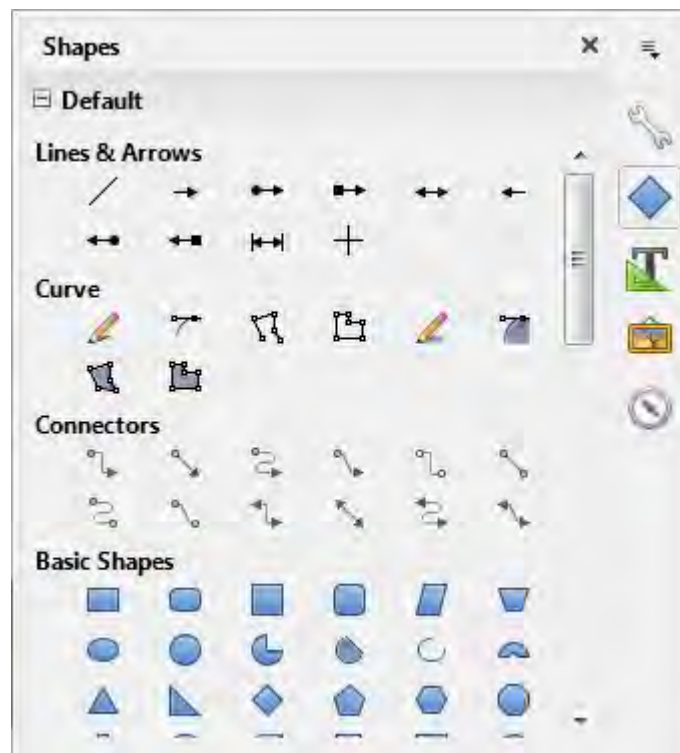 Shapes
Default
Lines & Arrows
Curve
Connectors
Basic Shapes